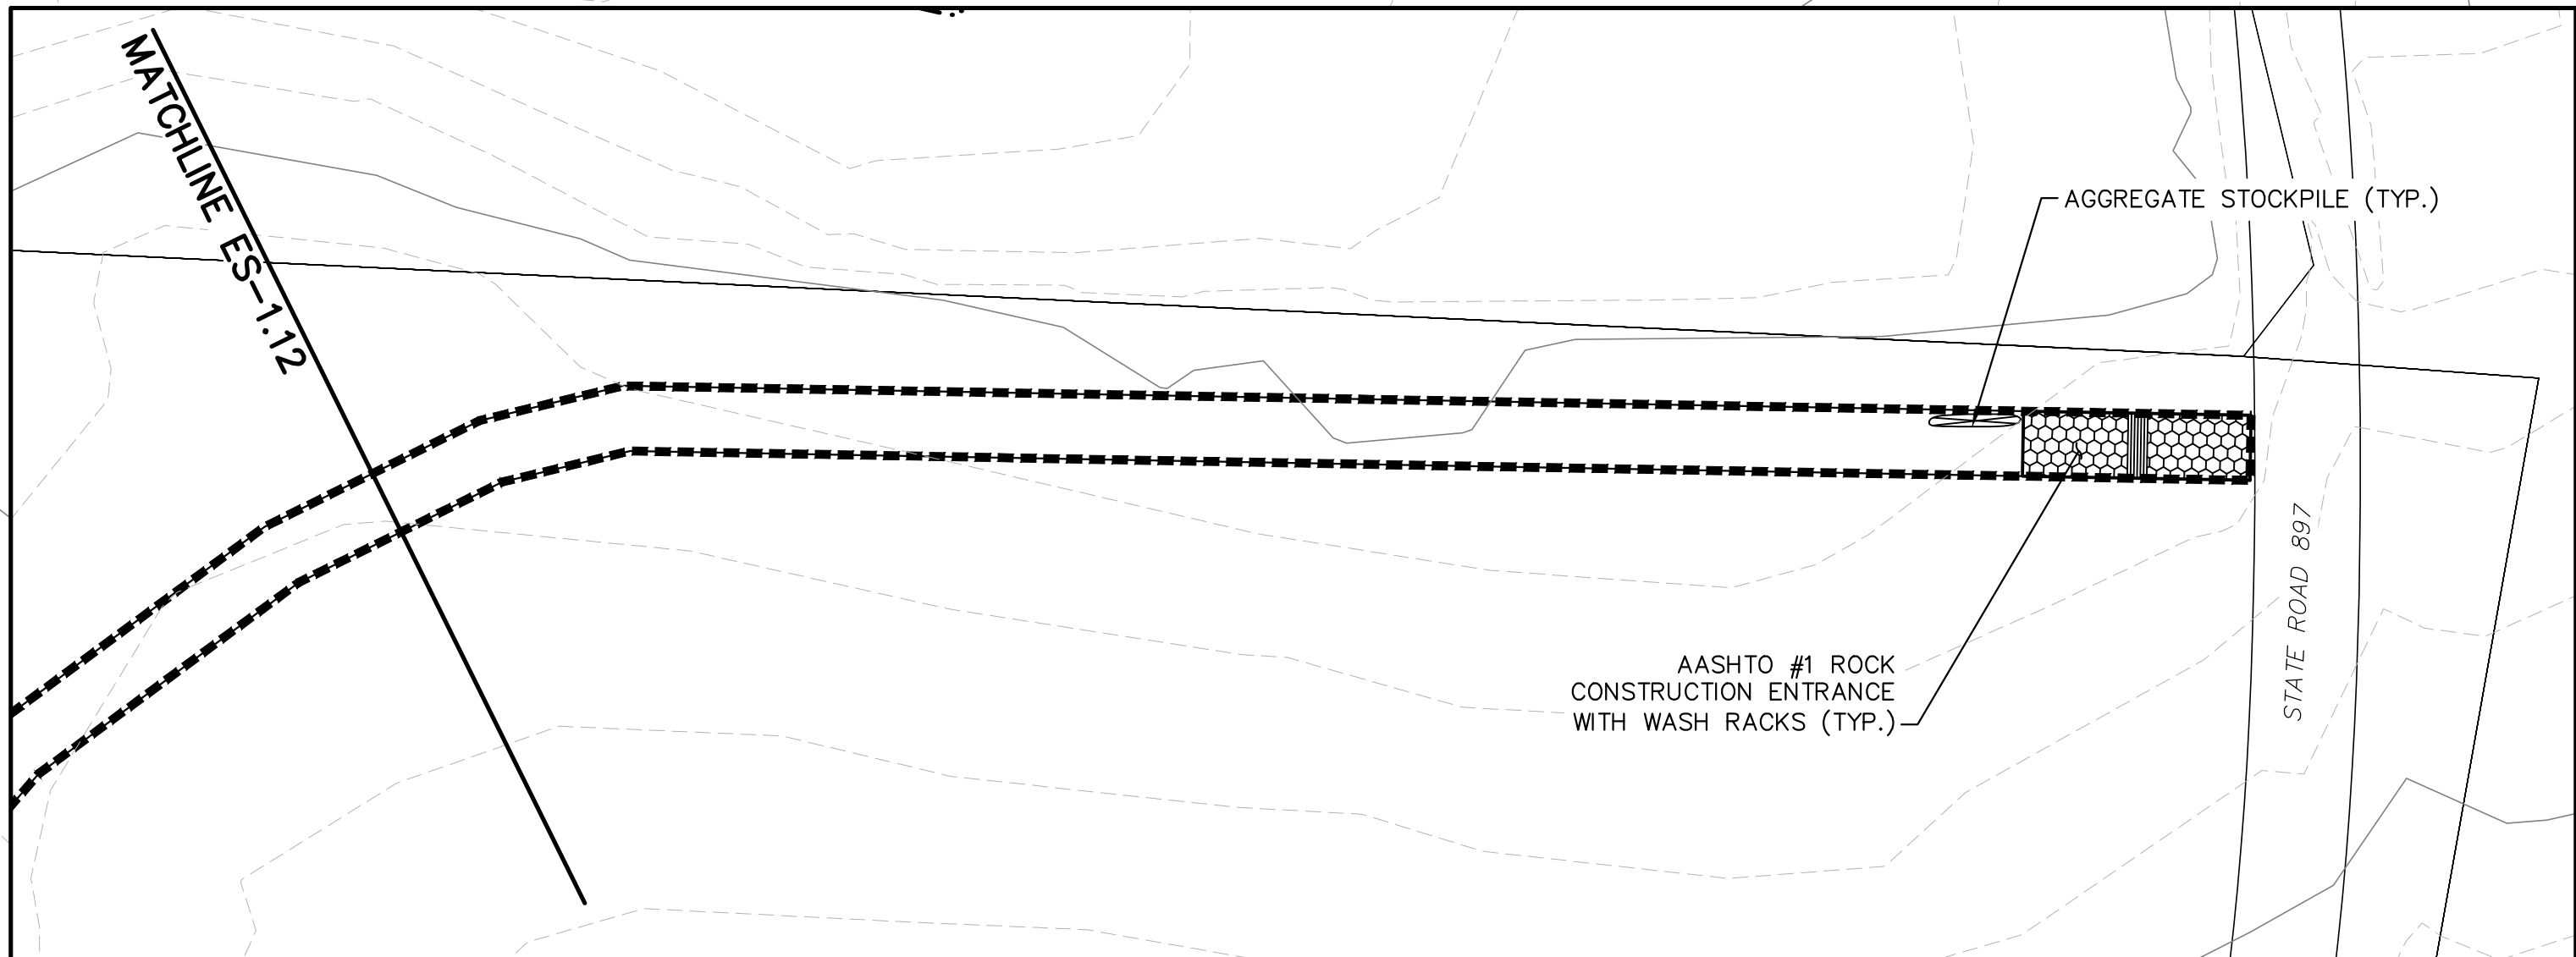 MATCHLINE ES-1.12
AGGREGATE STOCKPILE (TYP.)
AASHTO #1 ROCK
CONSTRUCTION ENTRANCE
WITH WASH RACKS (TYP.)
STATE ROAD 897